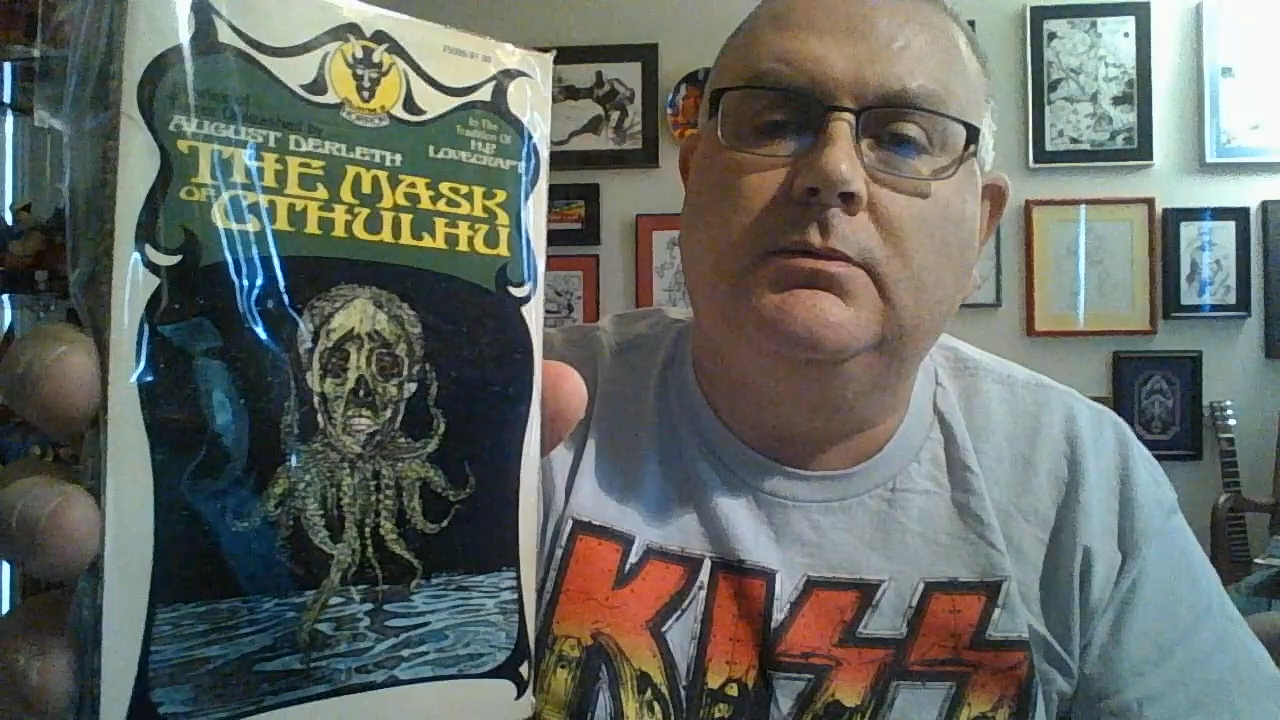 AUGUST DERLETH
THE MASK
OF CTHULHU
In The
Tradition Of
H.P.
LOVECRAFT
KISS